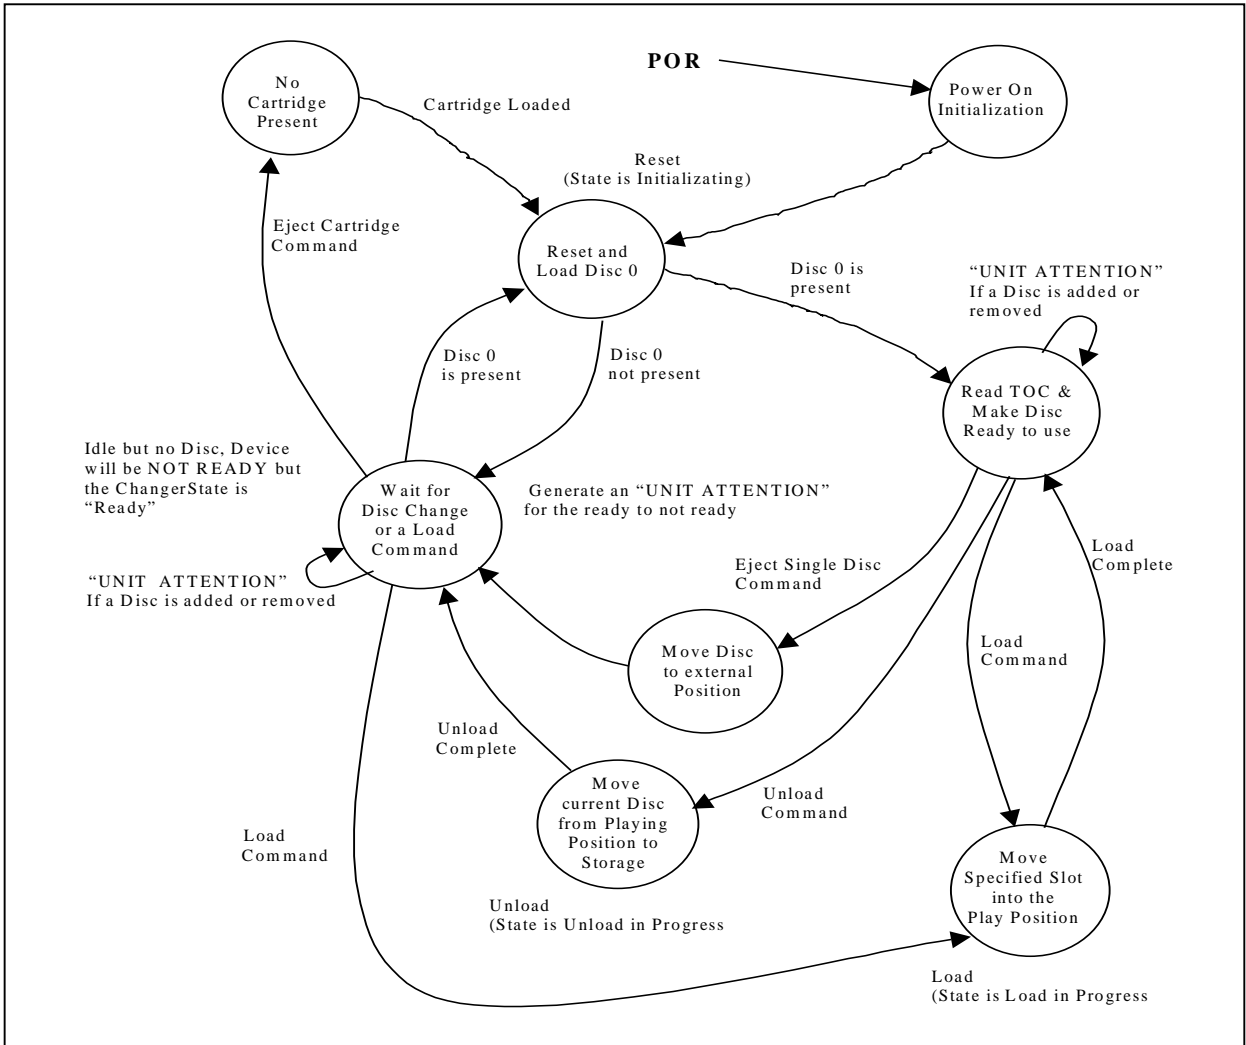 No
Cartridge
Present
POR
Power On
Initialization
Cartridge Loaded
Reset
(State is Initializating)
Eject Cartridge
Command
Reset and
Load Disc 0
Disc 0 is
present
“UNIT ATTENTION”
If a Disc is added or
removed
Disc 0
is present
Disc 0
not present
Read TOC &
Make Disc
Ready to use
Idle but no Disc, Device
will be NOT READY but
the ChangerState is
“Ready”
Wait for
Disc Change
or a Load
Command
Generate an “UNIT ATTENTION”
for the ready to not ready
“UNIT ATTENTION”
If a Disc is added or removed
Eject Single Disc
Command
Load
Complete
Move Disc
to external
Position
Load
Command
Unload
Complete
Move
current Disc
from Playing
Position to
Storage
Unload
Command
Load
Command
Move
Specified Slot
into the
Play Position
Unload
(State is Unload in Progress
Load
(State is Load in Progress